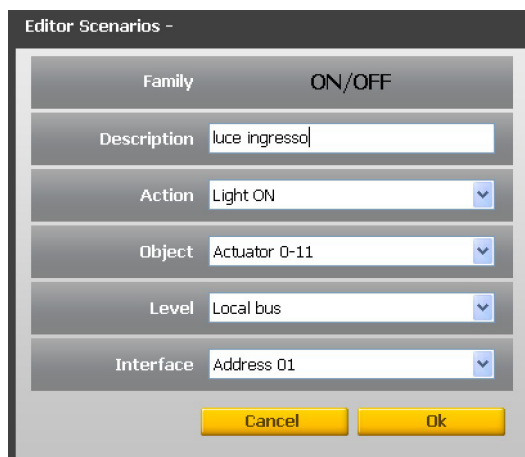 Editor Scenarios -
Family ON/OFF
Description luce ingresso
Action Light ON
Object Actuator 0-11
Level Local bus
Interface Address 01
Cancel Ok